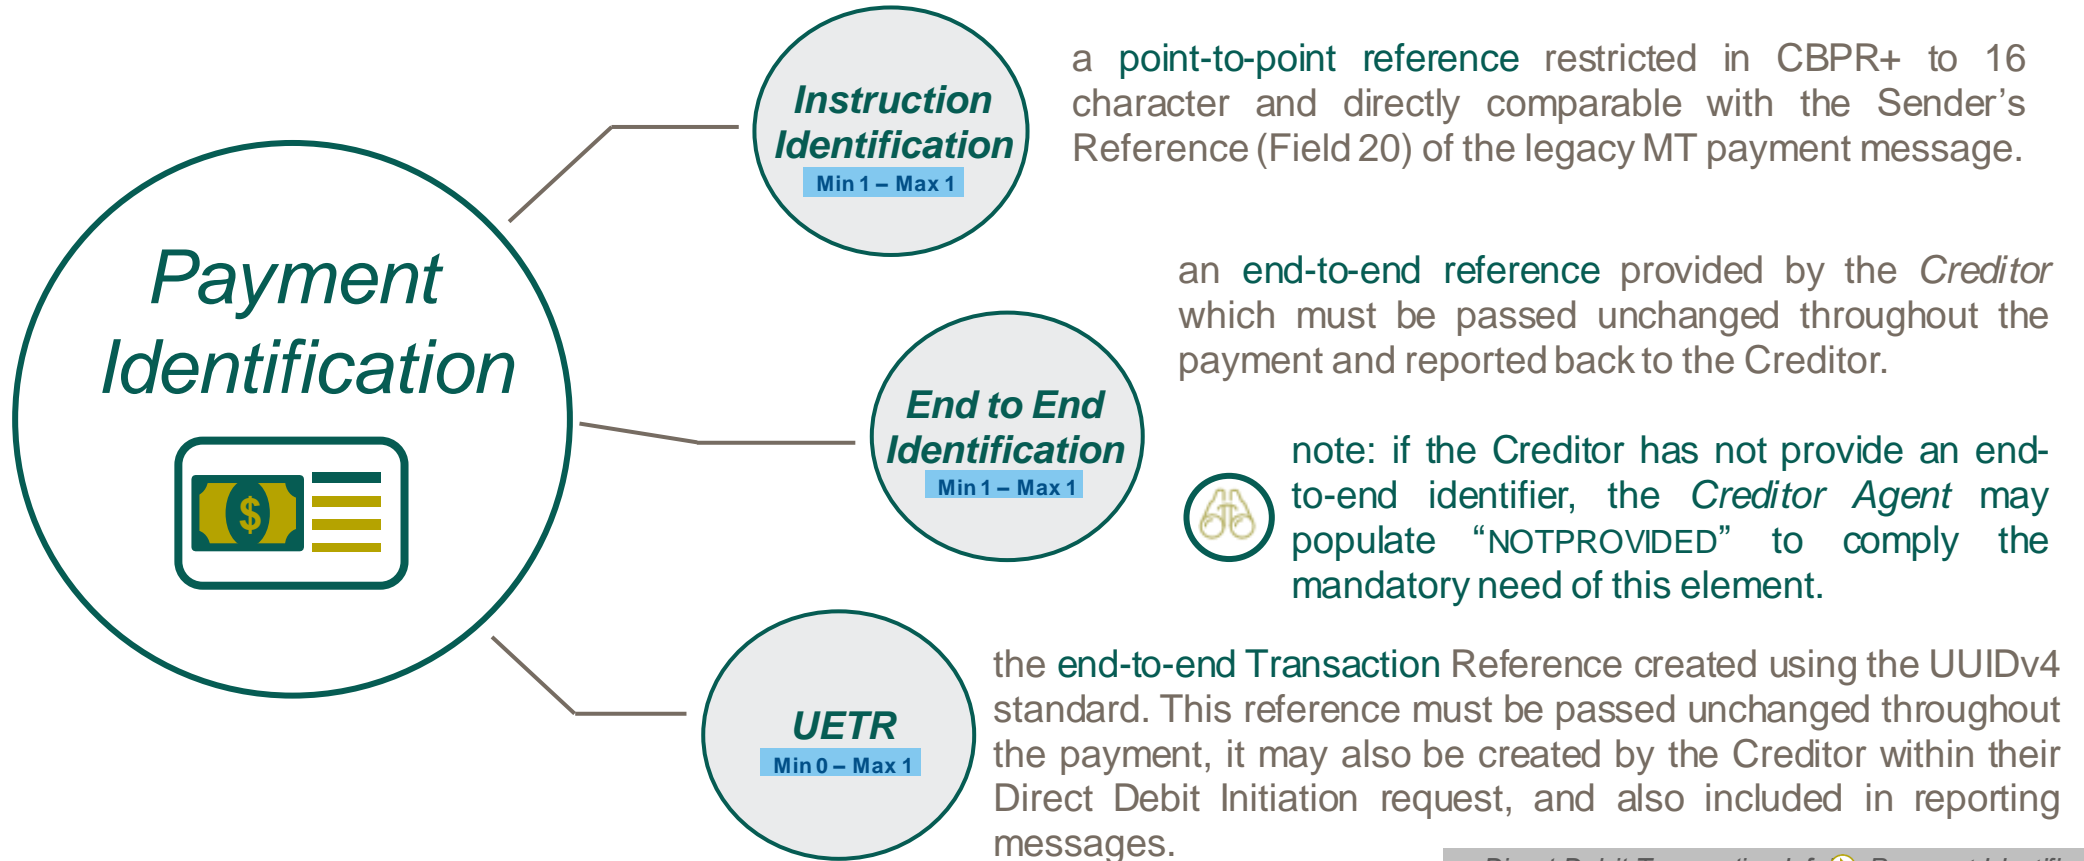 Payment
Identification
$
Instruction
Identification
Min 1 – Max 1
a point-to-point reference restricted in CBPR+ to 16
character and directly comparable with the Sender's
Reference (Field 20) of the legacy MT payment message.
End to End
Identification
Min 1 – Max 1
an end-to-end reference provided by the Creditor
which must be passed unchanged throughout the
payment and reported back to the Creditor.
note: if the Creditor has not provide an end-
to-end identifier, the Creditor Agent may
populate “NOTPROVIDED” to comply the
mandatory need of this element.
UETR
Min 0 – Max 1
the end-to-end Transaction Reference created using the UUIDv4
standard. This reference must be passed unchanged throughout
the payment, it may also be created by the Creditor within their
Direct Debit Initiation request, and also included in reporting
messages.
Direct Debit Transaction